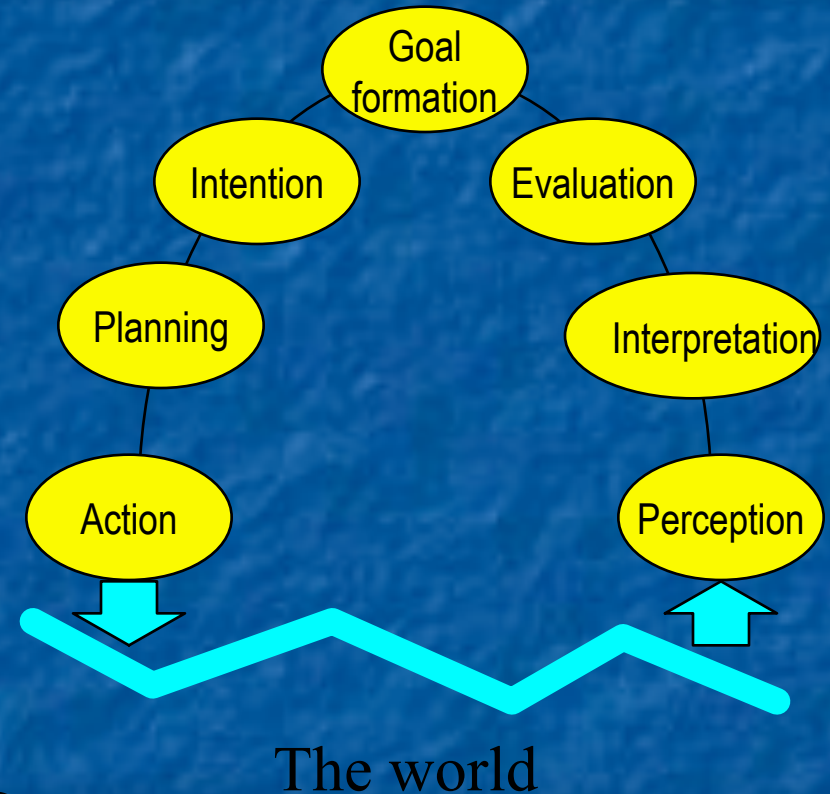 Goal
formation
Intention
Evaluation
Planning
Interpretation
Action
Perception
The world